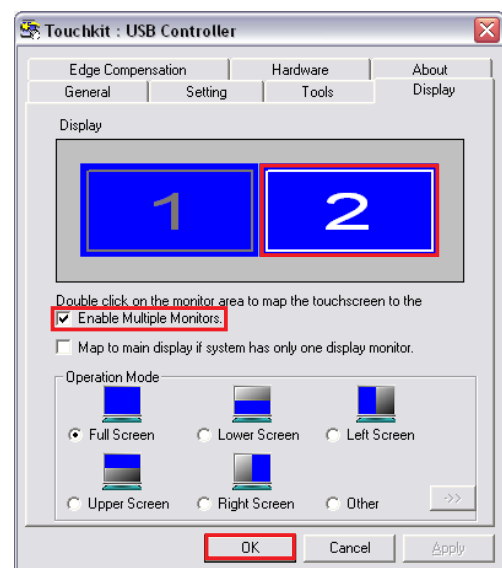 Touchkit : USB Controller
Edge Compensation Hardware About
General Setting Tools Display
Display
1 2
Double click on the monitor area to map the touchscreen to the
Enable Multiple Monitors.
Map to main display if system has only one display monitor.
Operation Mode
Full Screen Lower Screen Left Screen
Upper Screen Right Screen Other ->>
OK Cancel Apply